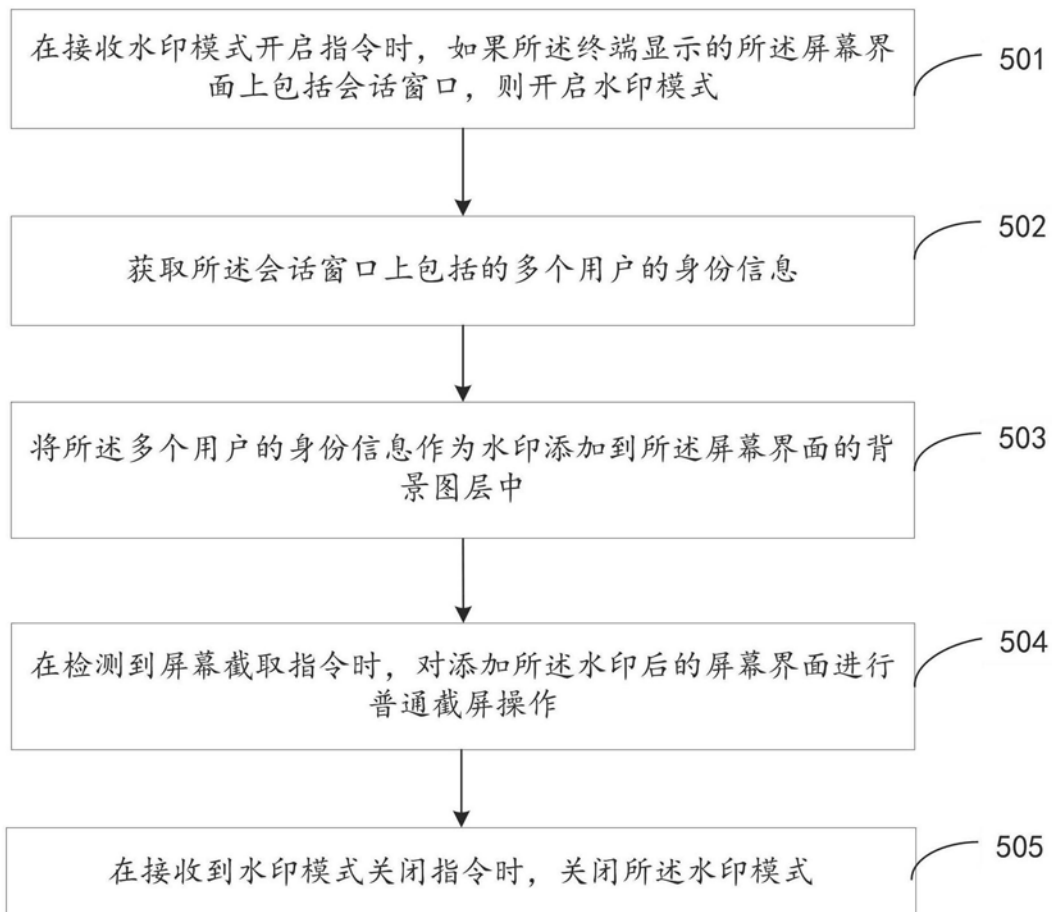 在接收水印模式开启指令时，如果所述终端显示的所述屏幕界
面上包括会话窗口，则开启水印模式
501
获取所述会话窗口上包括的多个用户的身份信息
502
将所述多个用户的身份信息作为水印添加到所述屏幕界面的背
景图层中
503
在检测到屏幕截取指令时，对添加所述水印后的屏幕界面进行
普通截屏操作
504
在接收到水印模式关闭指令时，关闭所述水印模式
505